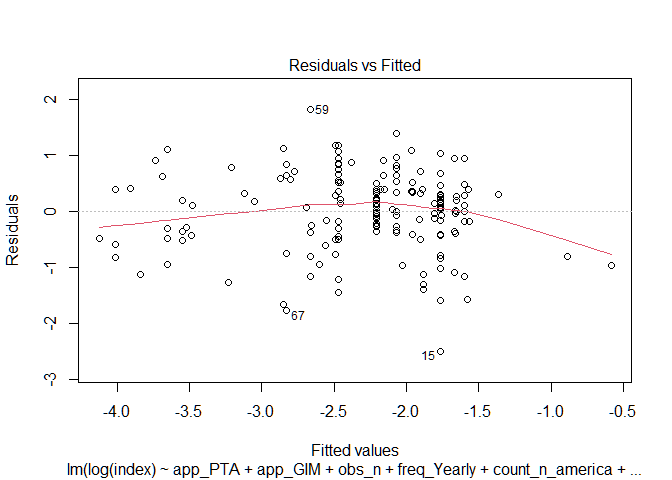 Residuals vs Fitted
2
1
0
-1
-2
-3
Residuals
59
67
15
-4.0 -3.5 -3.0 -2.5 -2.0 -1.5 -1.0 -0.5
Fitted values
lm(log(index) ~ app_PTA + app_GIM + obs_n + freq_Yearly + count_n_america + ...